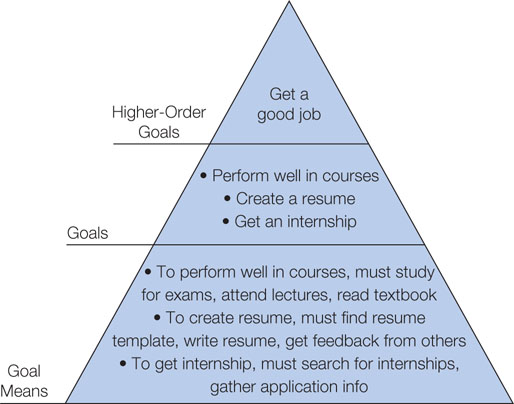 Get a
good job
Higher-Order
Goals
• Perform well in courses
• Create a resume
• Get an internship
Goals
• To perform well in courses, must study
for exams, attend lectures, read textbook
• To create resume, must find resume
template, write resume, get feedback from others
• To get internship, must search for internships,
gather application info
Goal
Means